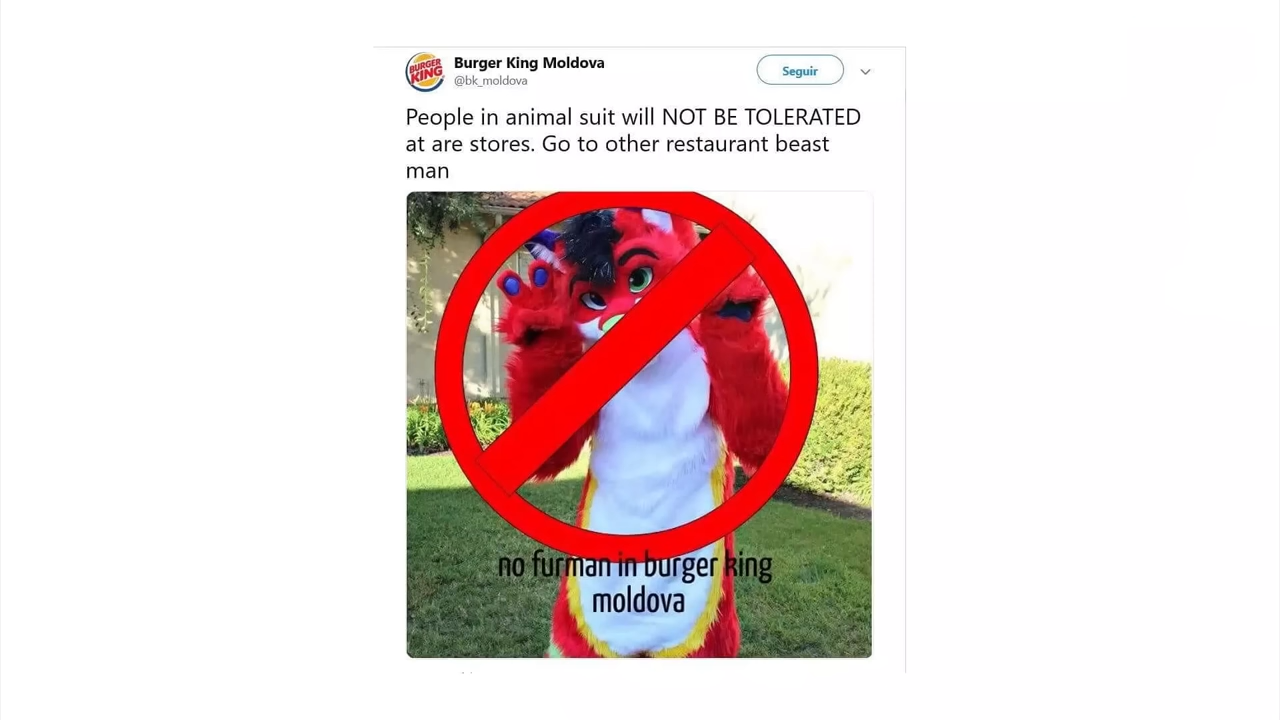 BURGER
KING
Burger King Moldova
@bk_moldova
Seguir
People in animal suit will NOT BE TOLERATED
at are stores. Go to other restaurant beast
man
no furman in burger king
moldova